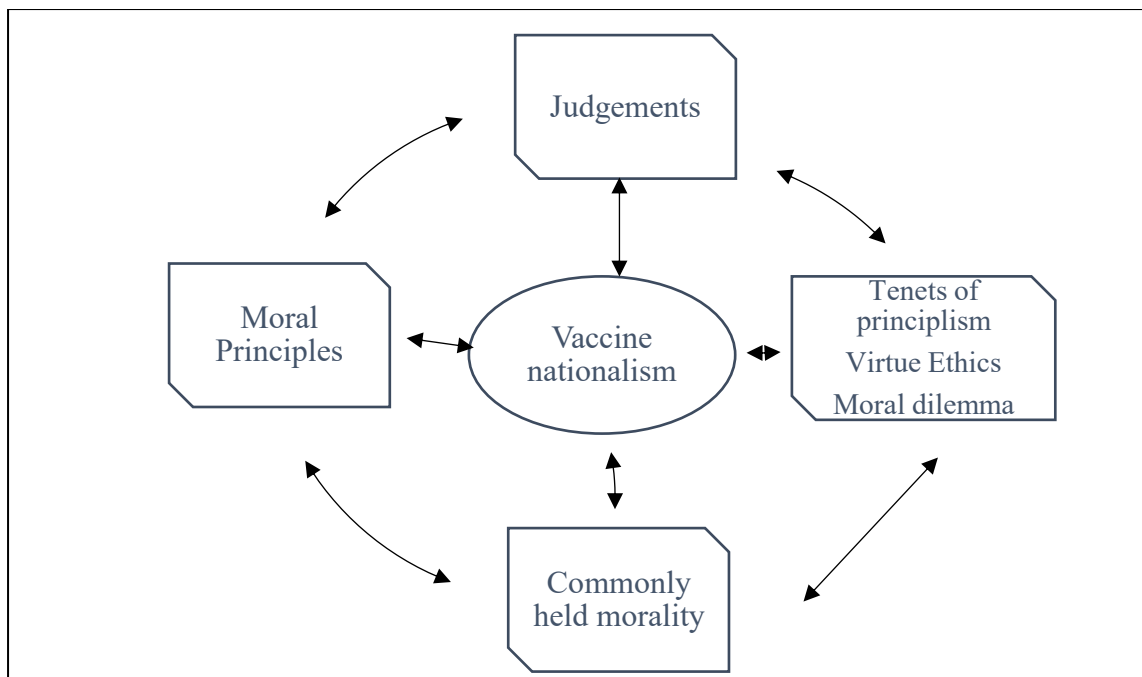 Judgements
Moral
Principles
Vaccine
nationalism
Tenets of
principlism
Virtue Ethics
Moral dilemma
Commonly
held morality